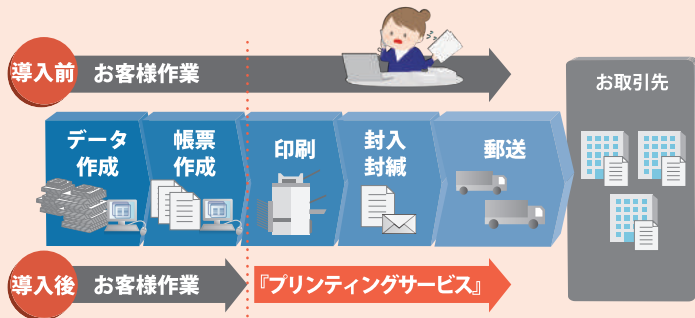 導入前
お客様作業
お取引先
データ
作成
帳票
作成
印刷
封入
封緘
郵送
導入後
お客様作業
『プリンティングサービス』